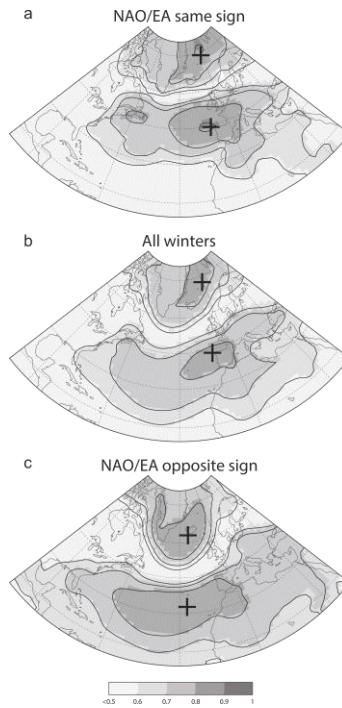 a
NAO/EA same sign
b
All winters
c
NAO/EA opposite sign
<0.5 0.6 0.7 0.8 0.9 1